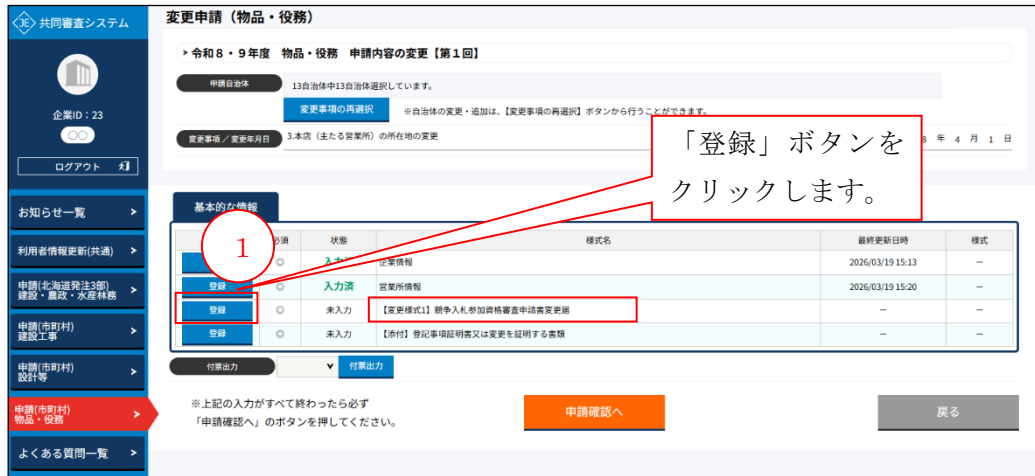 JE 共同審査システム
企業ID：23
○○
ログアウト
お知らせ一覧 >
利用者情報更新(共通) >
申請(北海道発注3部)
建設・農政・水産林務 >
申請(市町村)
建設工事 >
申請(市町村)
設計等 >
申請(市町村)
物品・役務 >
よくある質問一覧 >
変更申請（物品・役務）
> 令和８・９年度　物品・役務　申請内容の変更【第１回】
申請自治体 13自治体中13自治体選択しています。
変更事項の再選択 ※自治体の変更・追加は、【変更事項の再選択】ボタンから行うことができます。
変更事項／変更年月日 3.本店（主たる営業所）の所在地の変更 年 4 月 1 日
「登録」ボタンを
クリックします。
基本的な情報
1
状態 様式名 最終更新日時 様式
◎ 企業情報 2026/03/19 15:13 －
登録 ◎ 入力済 営業所情報 2026/03/19 15:20 －
登録 ◎ 未入力 【変更様式1】競争入札参加資格審査申請書変更届 － －
登録 ◎ 未入力 【添付】登記事項証明書又は変更を証明する書類 － －
付票出力 付票出力
※上記の入力がすべて終わったら必ず
「申請確認へ」のボタンを押してください。
申請確認へ
戻る